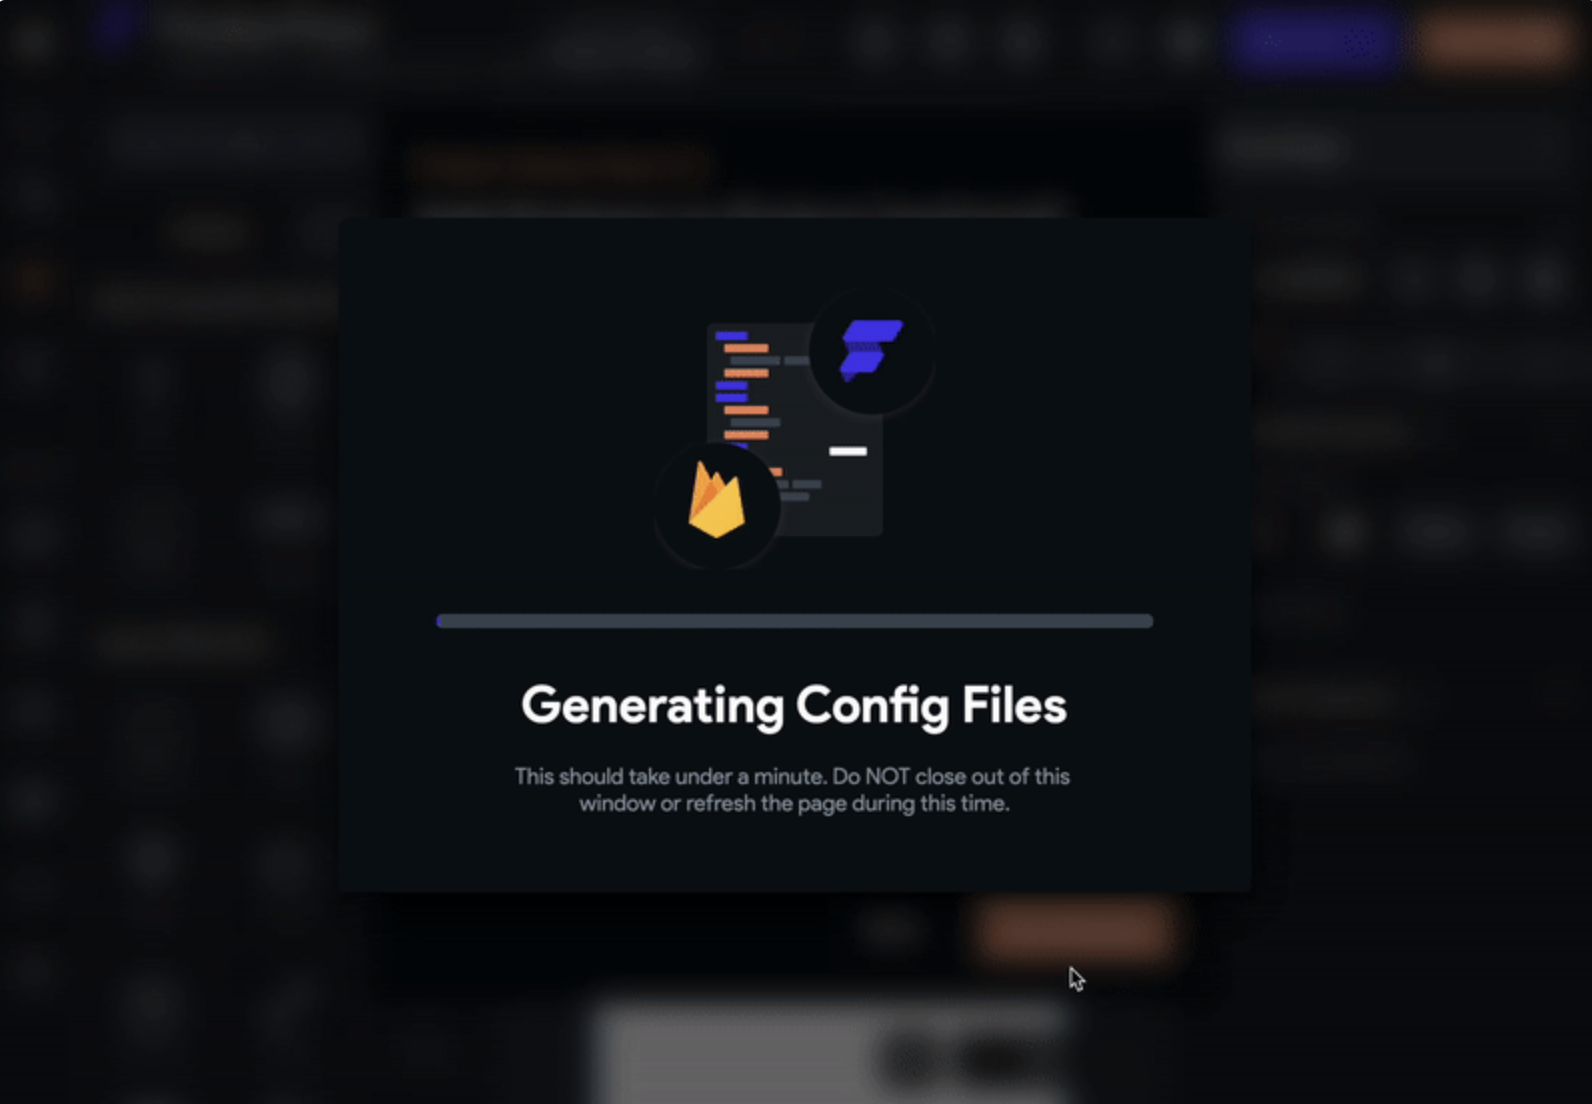 Generating Config Files
This should take under a minute. Do NOT close out of this
window or refresh the page during this time.